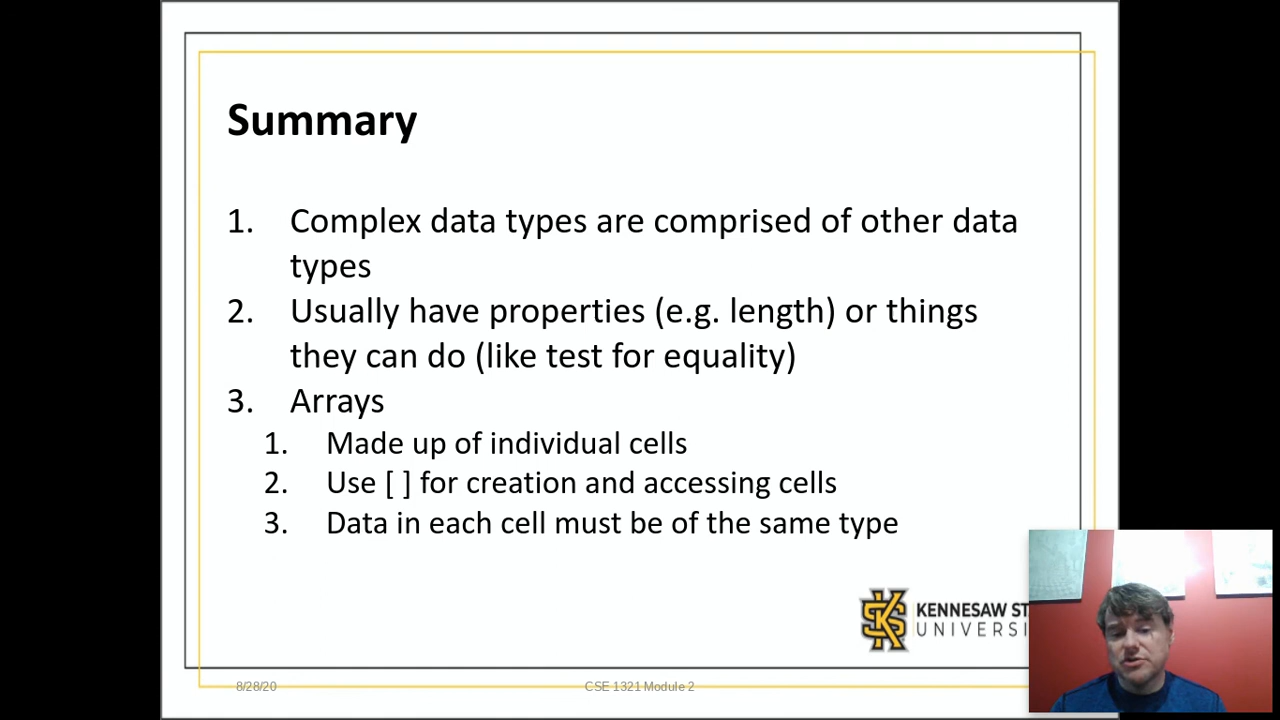 Summary
1. Complex data types are comprised of other data
types
2. Usually have properties (e.g. length) or things
they can do (like test for equality)
3. Arrays
1. Made up of individual cells
2. Use [ ] for creation and accessing cells
3. Data in each cell must be of the same type
KENNESAW ST
UNIVERSI
8/28/20
CSE 1321 Module 2